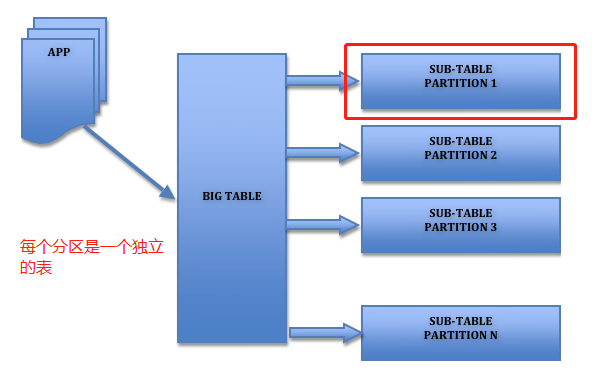 APP
BIG TABLE
SUB-TABLE
PARTITION 1
SUB-TABLE
PARTITION 2
SUB-TABLE
PARTITION 3
SUB-TABLE
PARTITION N
每个分区是一个独立
的表